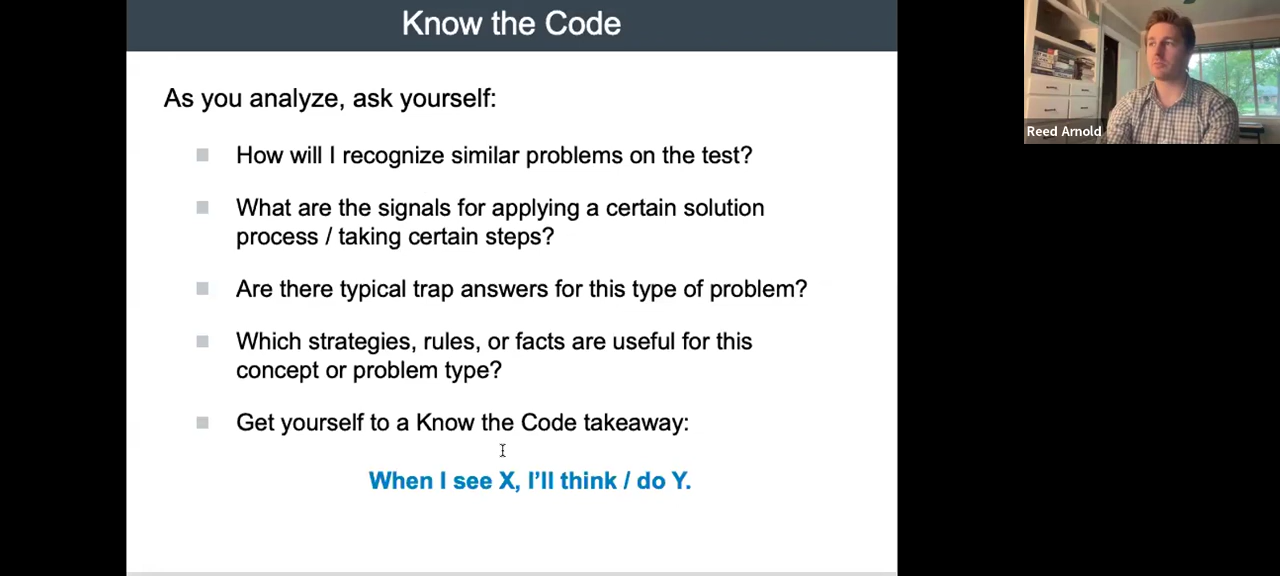 Know the Code
As you analyze, ask yourself:
How will I recognize similar problems on the test?
What are the signals for applying a certain solution
process / taking certain steps?
Are there typical trap answers for this type of problem?
Which strategies, rules, or facts are useful for this
concept or problem type?
Get yourself to a Know the Code takeaway:
When I see X, I'll think / do Y.
Reed Arnold